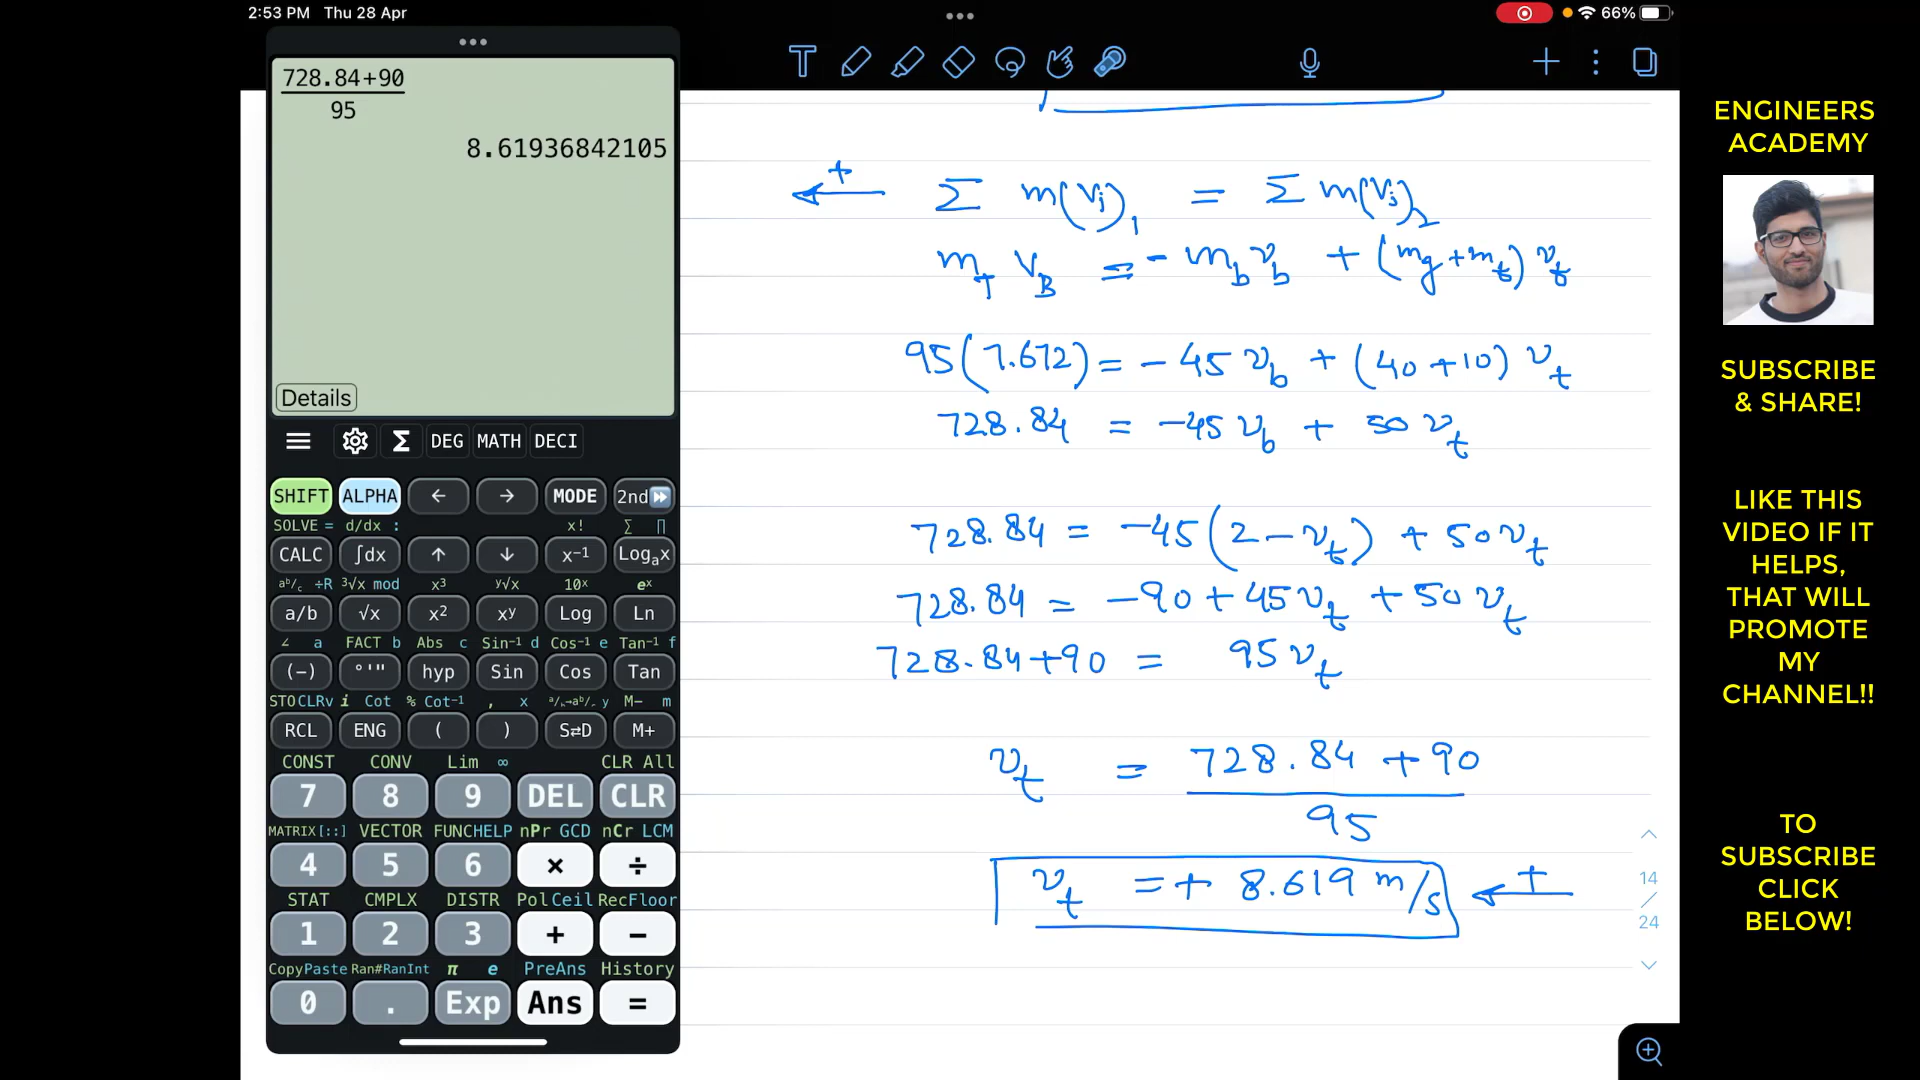 2:53 PM Thu 28 Apr
66%
728.84+90
95
8.61936842105
Details
DEG MATH DECI
SHIFT ALPHA ← → MODE 2nd
SOLVE = d/dx : x! ∑ ∏
CALC ∫dx ↑ ↓ x⁻¹ Logₐx
aᵇ/c ÷R ³√x mod x³ ʸ√x 10ˣ eˣ
a/b √x x² xʸ Log Ln
∠ a FACT b Abs c Sin⁻¹ d Cos⁻¹ e Tan⁻¹ f
(−) °'" hyp Sin Cos Tan
STO CLRv i Cot % Cot⁻¹ , x y M− m
RCL ENG ( ) S⇄D M+
CONST CONV Lim ∞ CLR All
7 8 9 DEL CLR
MATRIX [::] VECTOR FUNC HELP nPr GCD nCr LCM
4 5 6 × ÷
STAT CMPLX DISTR Pol Ceil Rec Floor
1 2 3 + −
Copy Paste Ran# RanInt π e PreAns History
0 . Exp Ans =
← +
∑ m(vᵢ)₁ = ∑ m(vᵢ)₂
m_T v_B = - m_b v_b + (m_g + m_t) v_t
95(7.672) = - 45 v_b + (40 + 10) v_t
728.84 = -45 v_b + 50 v_t
728.84 = -45(2 - v_t) + 50 v_t
728.84 = -90 + 45 v_t + 50 v_t
728.84+90 = 95 v_t
v_t = 728.84 + 90
95
v_t = + 8.619 m/s ← +
14
/
24
ENGINEERS
ACADEMY
SUBSCRIBE
& SHARE!
LIKE THIS
VIDEO IF IT
HELPS,
THAT WILL
PROMOTE
MY
CHANNEL!!
TO
SUBSCRIBE
CLICK
BELOW!